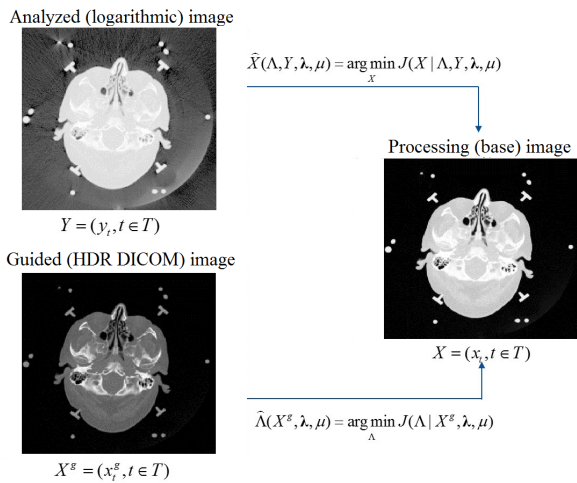 Analyzed (logarithmic) image
X̂(Λ,Y,λ,μ) = arg min J(X | Λ,Y,λ,μ)
X
Processing (base) image
Y = (y_t, t ∈ T)
Guided (HDR DICOM) image
X = (x_t, t ∈ T)
Λ̂(X^g,λ,μ) = arg min J(Λ | X^g,λ,μ)
Λ
X^g = (x_t^g, t ∈ T)